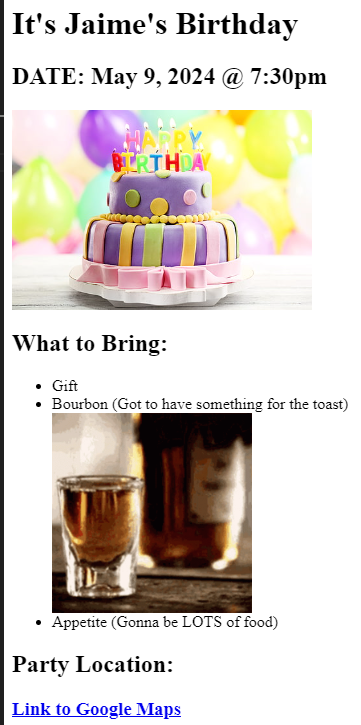 It's Jaime's Birthday
DATE: May 9, 2024 @ 7:30pm
HAPPY
BIRTHDAY
What to Bring:
Gift
Bourbon (Got to have something for the toast)
Appetite (Gonna be LOTS of food)
Party Location:
Link to Google Maps